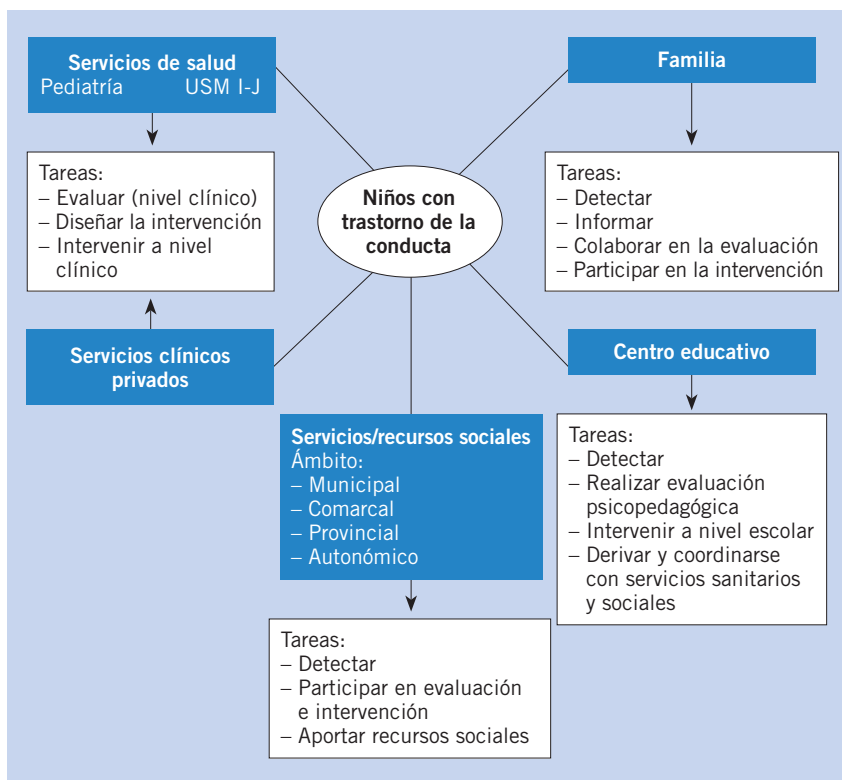 Servicios de salud
Pediatría USM I-J
Tareas:
– Evaluar (nivel clínico)
– Diseñar la intervención
– Intervenir a nivel
clínico
Servicios clínicos
privados
Niños con
trastorno de la
conducta
Familia
Tareas:
– Detectar
– Informar
– Colaborar en la evaluación
– Participar en la intervención
Centro educativo
Tareas:
– Detectar
– Realizar evaluación
psicopedagógica
– Intervenir a nivel escolar
– Derivar y coordinarse
con servicios sanitarios
y sociales
Servicios/recursos sociales
Ámbito:
– Municipal
– Comarcal
– Provincial
– Autonómico
Tareas:
– Detectar
– Participar en evaluación
e intervención
– Aportar recursos sociales